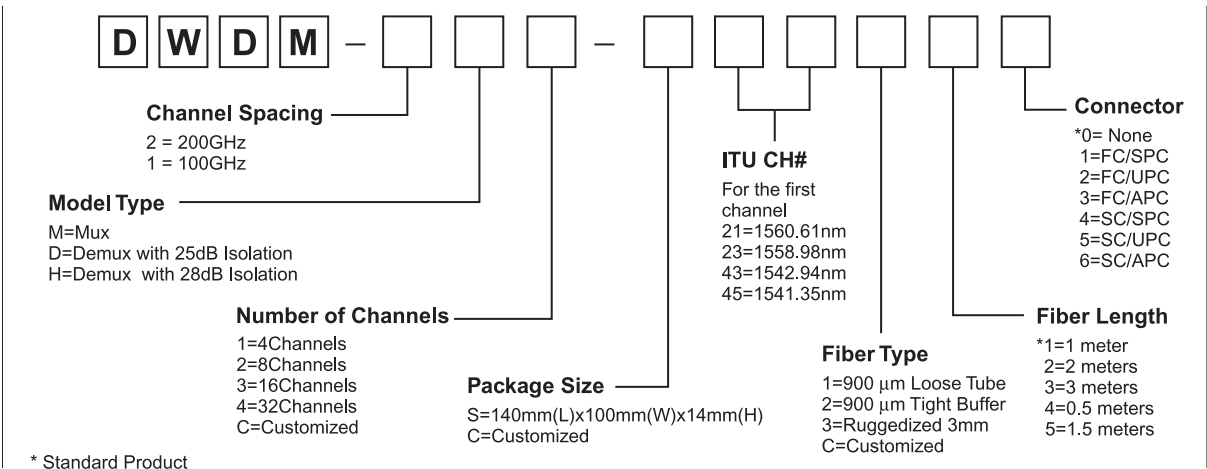 DWDM – –
Channel Spacing
2 = 200GHz
1 = 100GHz
Model Type
M=Mux
D=Demux with 25dB Isolation
H=Demux with 28dB Isolation
Number of Channels
1=4Channels
2=8Channels
3=16Channels
4=32Channels
C=Customized
Package Size
S=140mm(L)x100mm(W)x14mm(H)
C=Customized
ITU CH#
For the first
channel
21=1560.61nm
23=1558.98nm
43=1542.94nm
45=1541.35nm
Fiber Type
1=900 µm Loose Tube
2=900 µm Tight Buffer
3=Ruggedized 3mm
C=Customized
Connector
*0= None
1=FC/SPC
2=FC/UPC
3=FC/APC
4=SC/SPC
5=SC/UPC
6=SC/APC
Fiber Length
*1=1 meter
2=2 meters
3=3 meters
4=0.5 meters
5=1.5 meters
* Standard Product